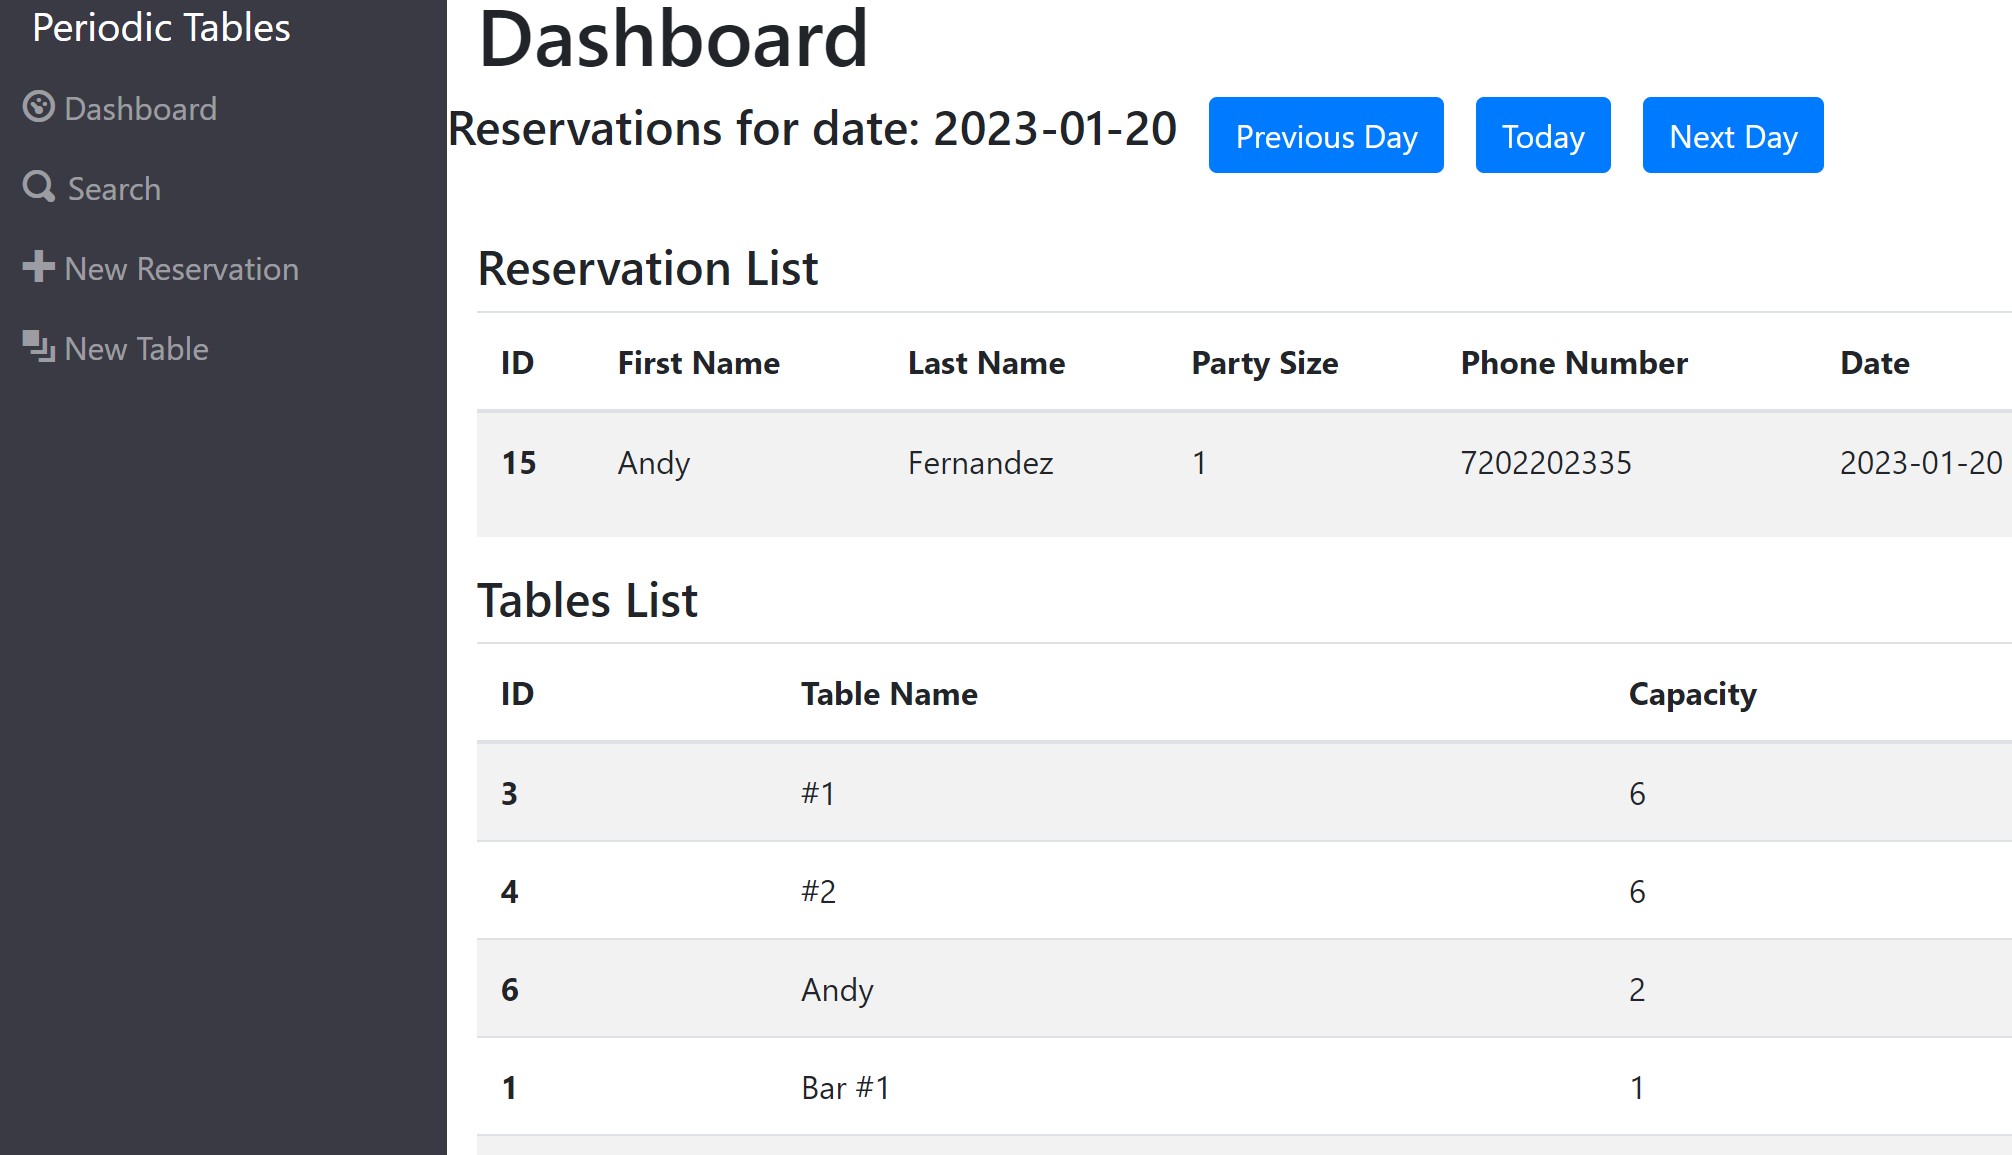 Periodic Tables
Dashboard
Search
New Reservation
New Table
Dashboard
Reservations for date: 2023-01-20 Previous Day Today Next Day
Reservation List
ID First Name Last Name Party Size Phone Number Date
15 Andy Fernandez 1 7202202335 2023-01-20
Tables List
ID Table Name Capacity
3 #1 6
4 #2 6
6 Andy 2
1 Bar #1 1